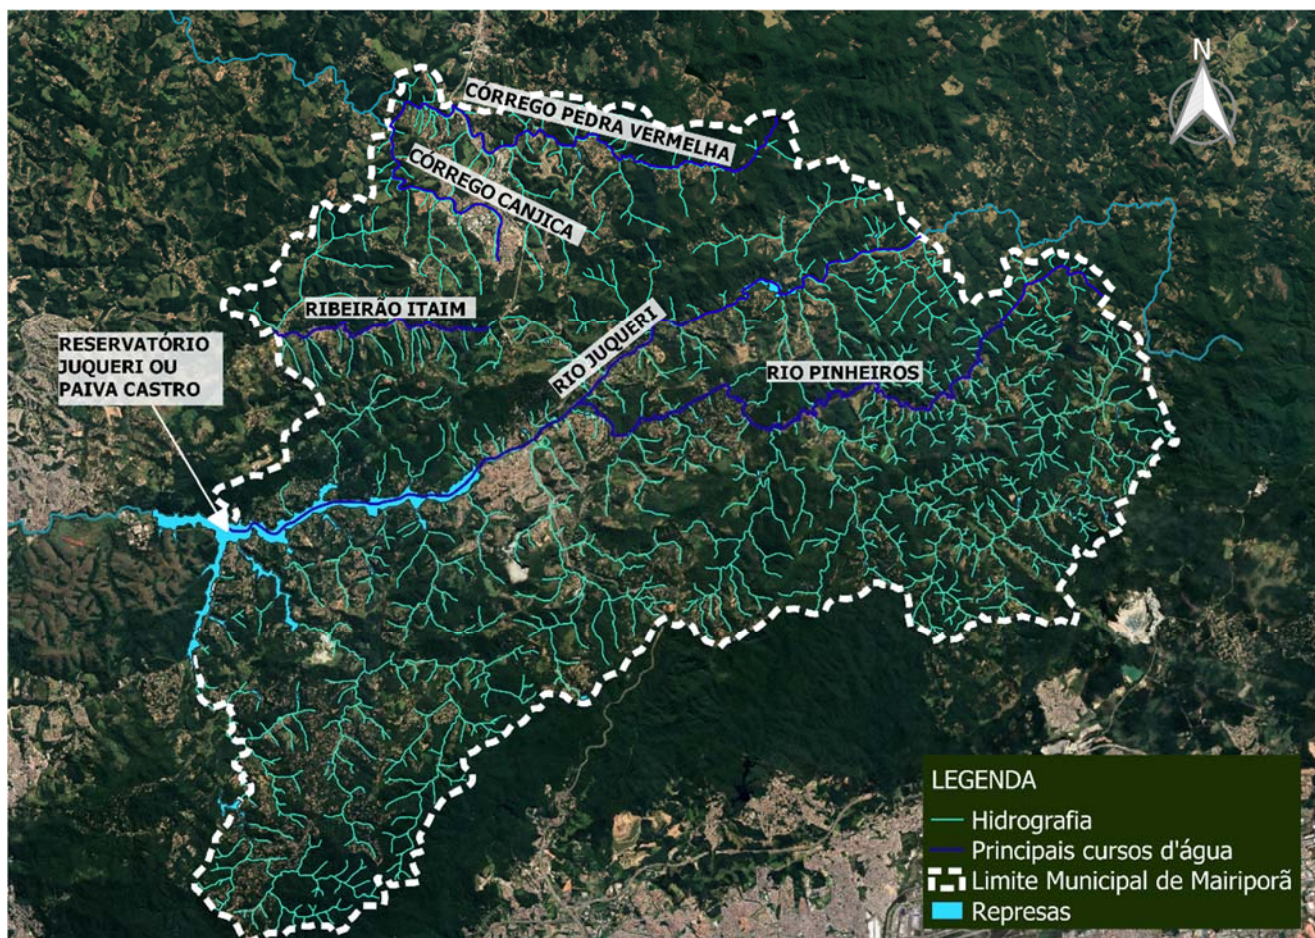 N
CÓRREGO PEDRA VERMELHA
CÓRREGO CANJICA
RIBEIRÃO ITAIM
RESERVATÓRIO
JUQUERI OU
PAIVA CASTRO
RIO JUQUERI
RIO PINHEIROS
LEGENDA
Hidrografia
Principais cursos d'água
Limite Municipal de Mairiporã
Represas